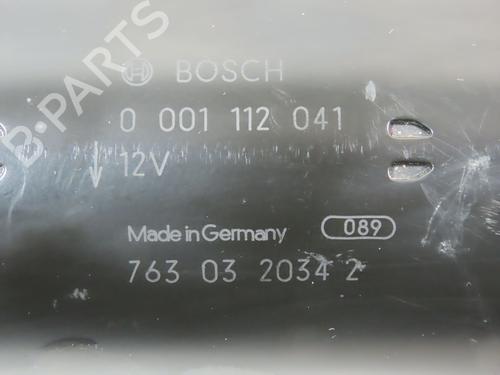 B-PARTS
BOSCH
0 001 112 041
12V
Made in Germany 089
763 03 2034 2